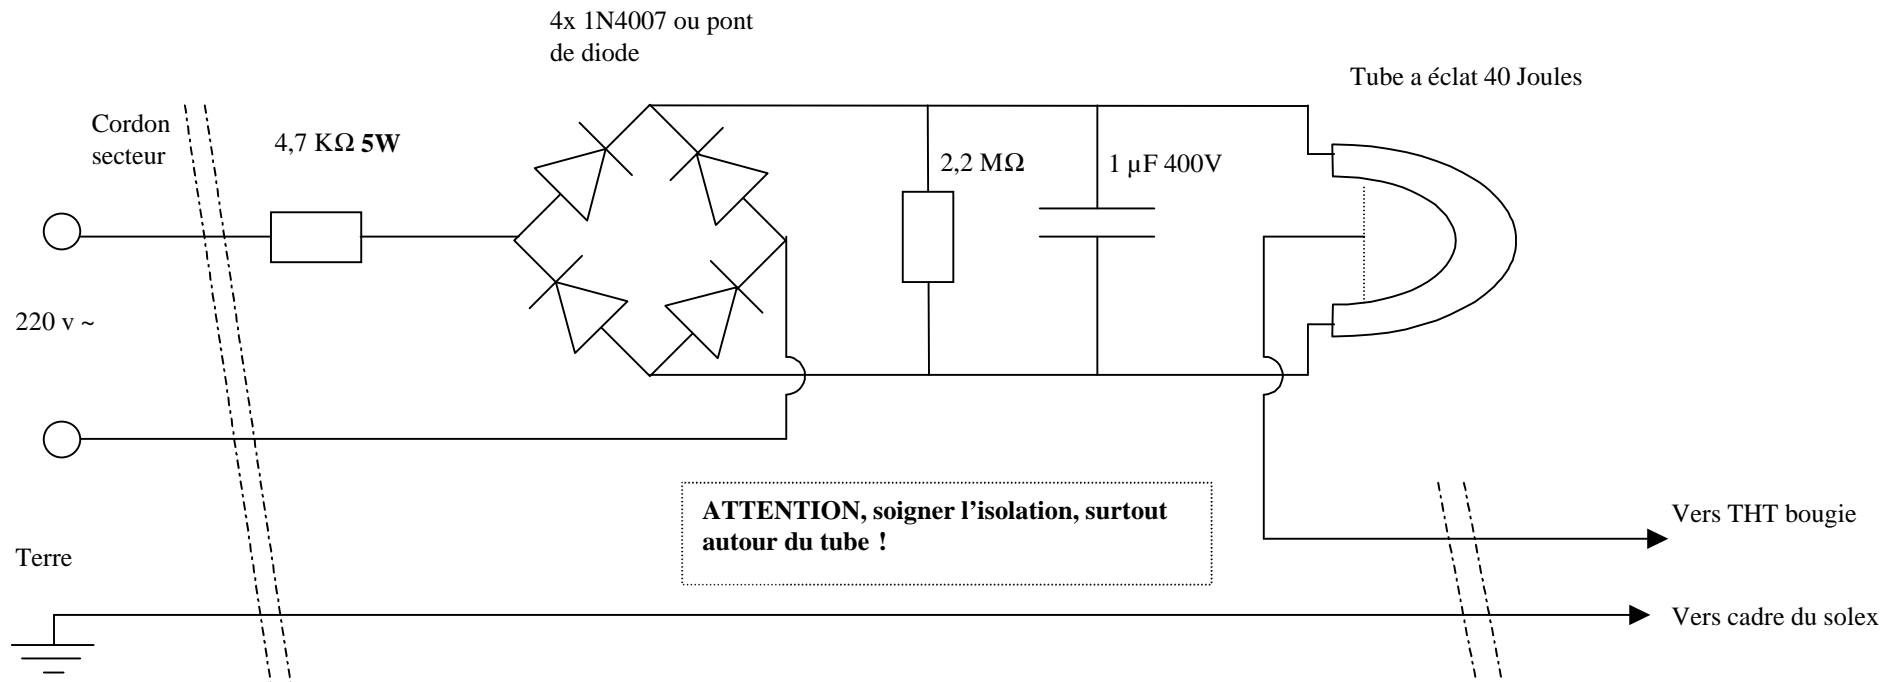 4x 1N4007 ou pont
de diode
Tube a éclat 40 Joules
Cordon
secteur
4,7 KΩ 5W
2,2 MΩ
1 µF 400V
220 v ~
ATTENTION, soigner l’isolation, surtout
autour du tube !
Vers THT bougie
Terre
Vers cadre du solex